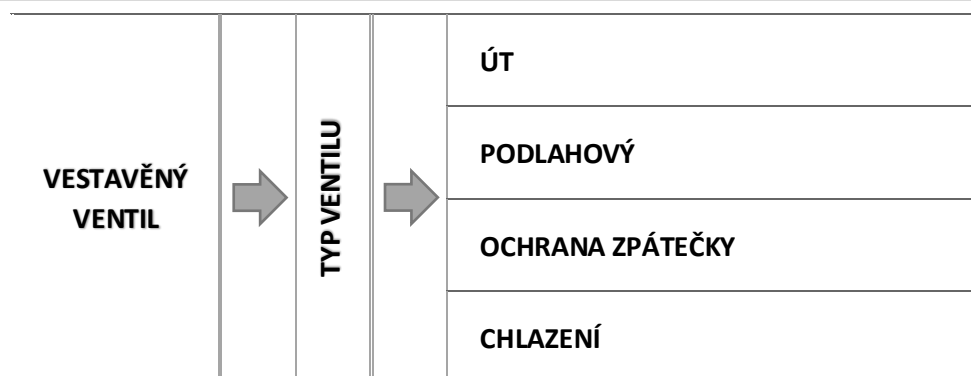 VESTAVĚNÝ
VENTIL
TYP VENTILU
ÚT
PODLAHOVÝ
OCHRANA ZPÁTEČKY
CHLAZENÍ